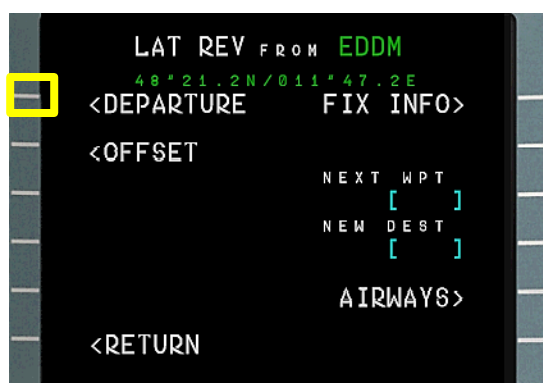 LAT REV FROM EDDM
48°21.2N/011°47.2E
<DEPARTURE FIX INFO>
<OFFSET
NEXT WPT
[ ]
NEW DEST
[ ]
AIRWAYS>
<RETURN